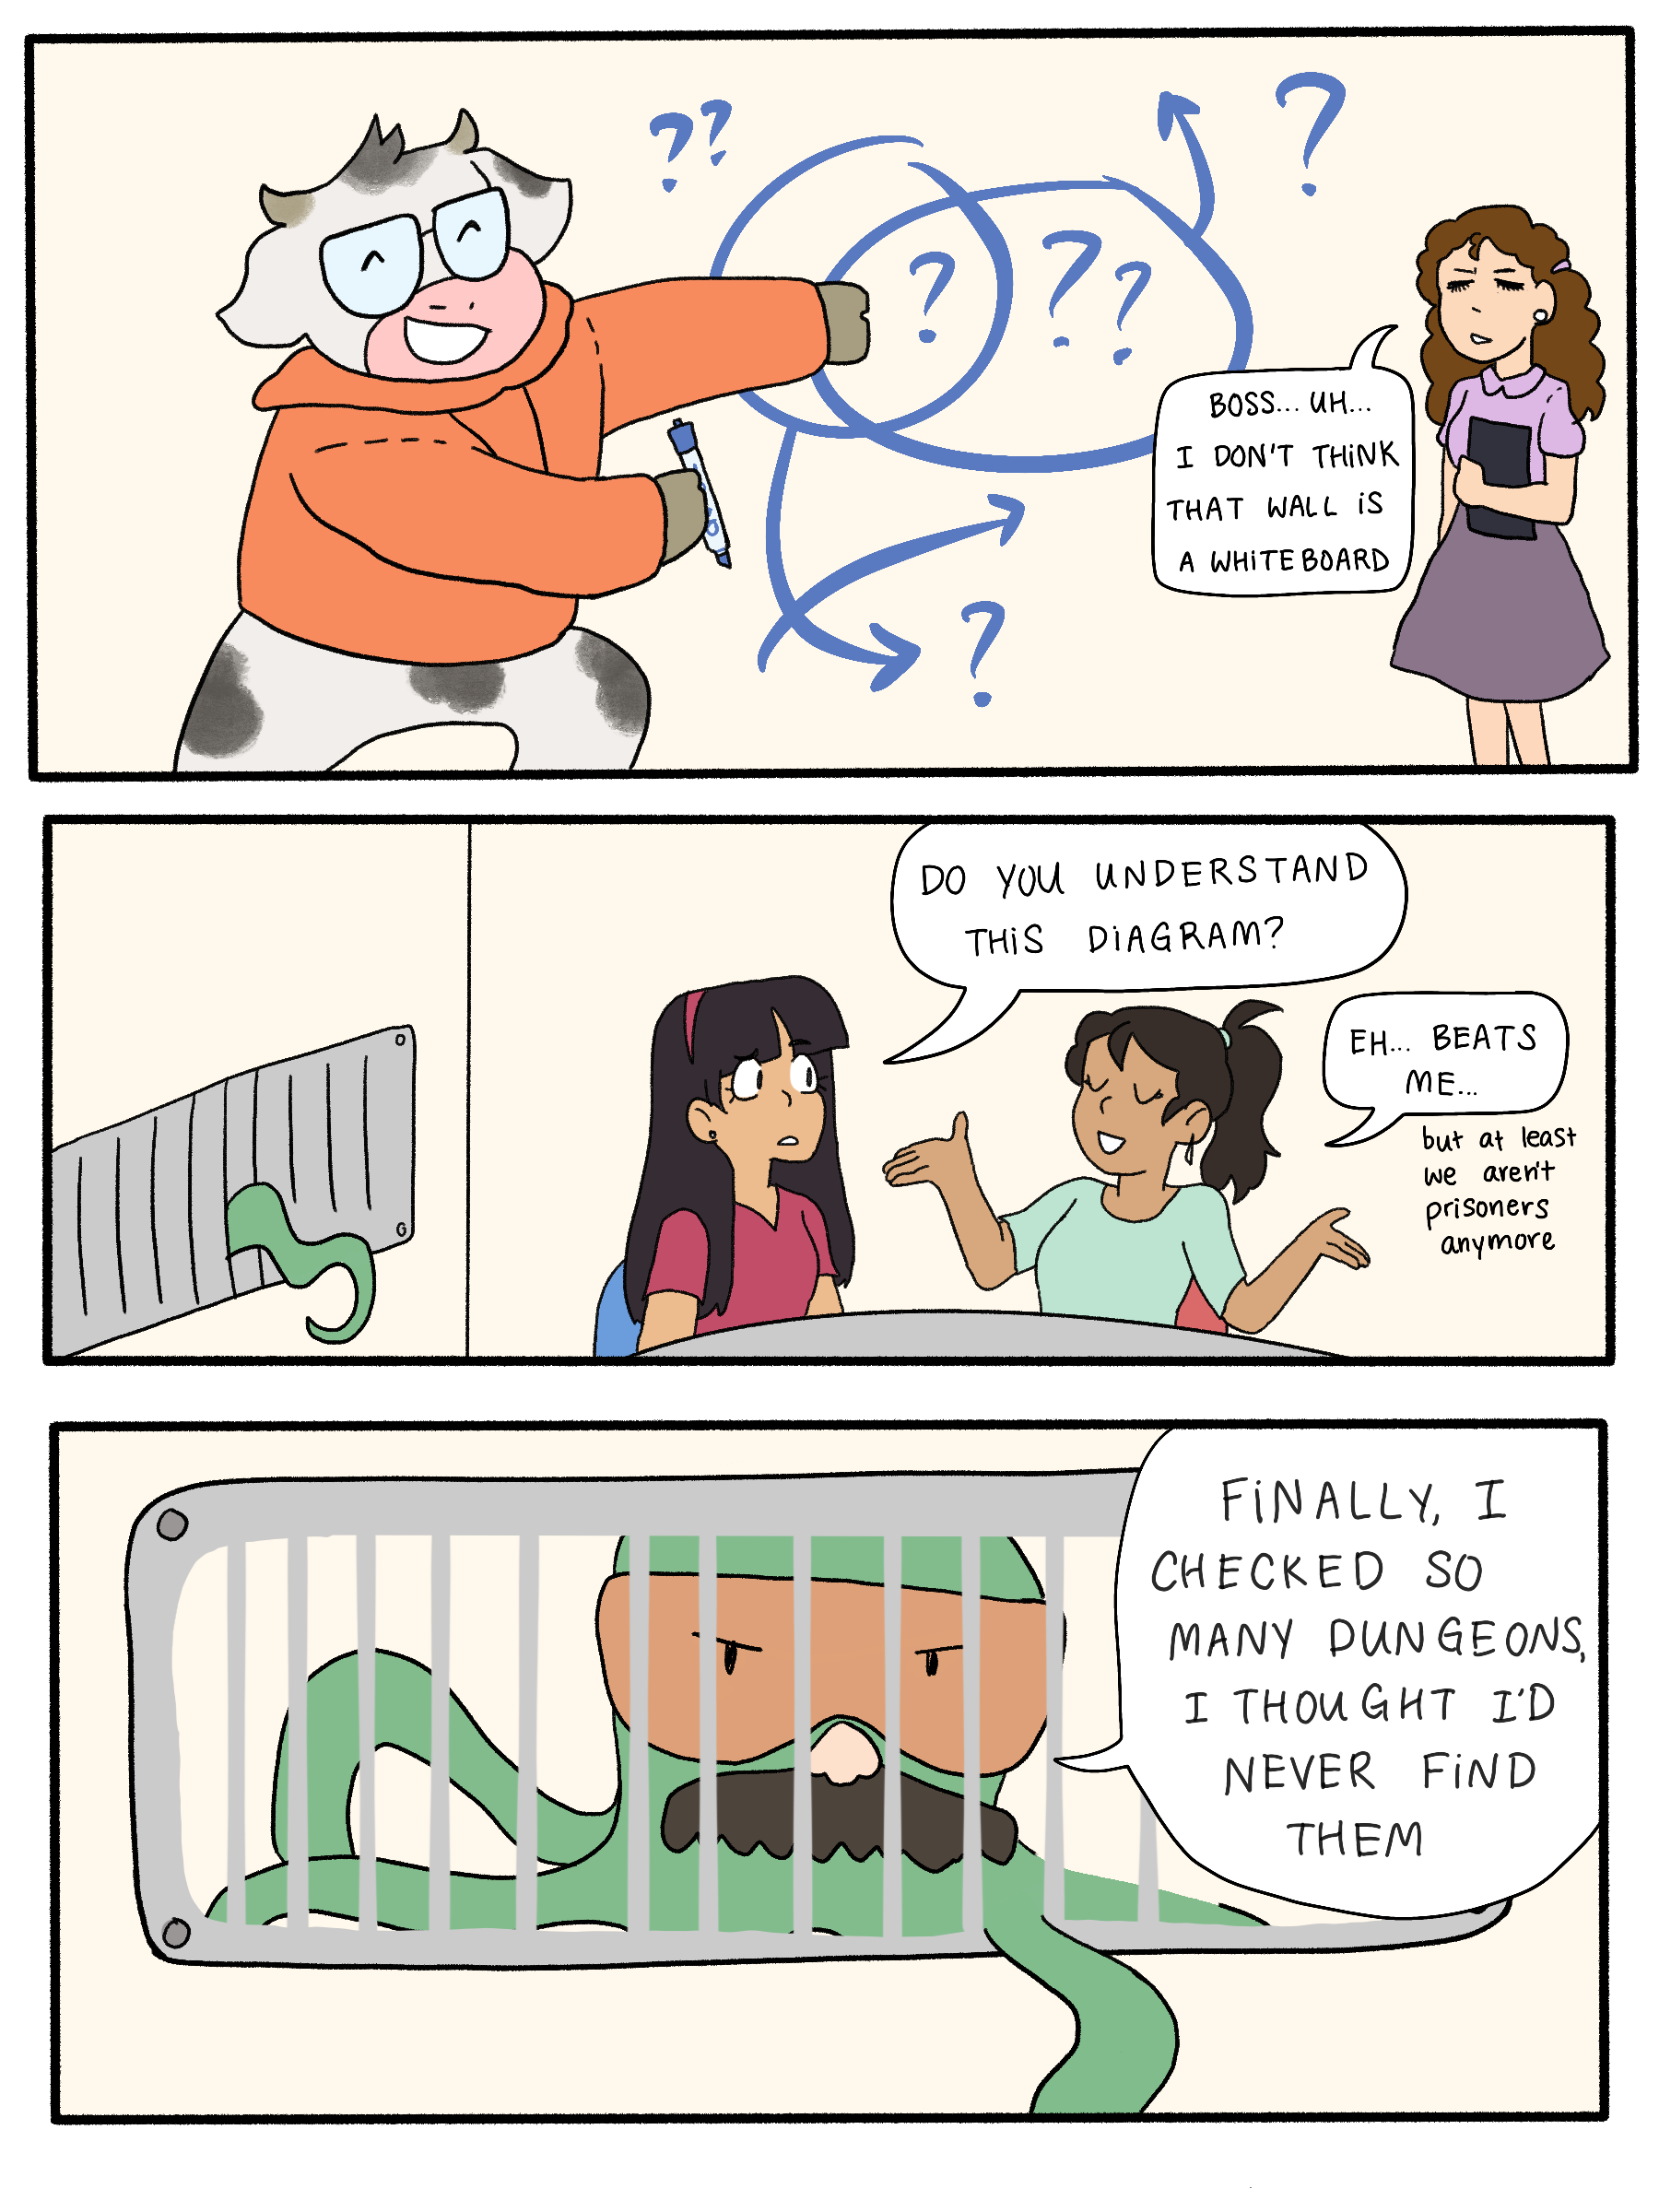 ??
?
?
??
?
BOSS... UH...
I DON'T THINK
THAT WALL IS
A WHITEBOARD
DO YOU UNDERSTAND
THIS DIAGRAM?
EH... BEATS
ME...
but at least
we aren't
prisoners
anymore
FINALLY, I
CHECKED SO
MANY DUNGEONS,
I THOUGHT I'D
NEVER FIND
THEM